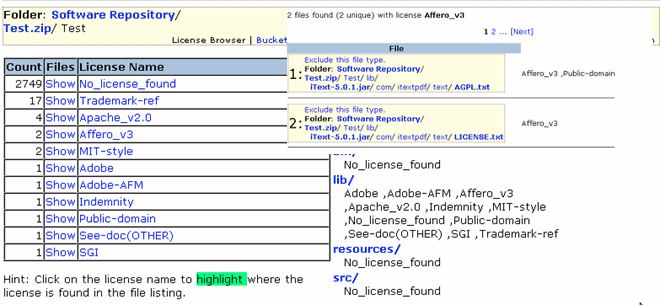 Folder: Software Repository/
Test.zip/ Test
License Browser | Bucket
Count Files License Name
2749 Show No_license_found
17 Show Trademark-ref
4 Show Apache_v2.0
2 Show Affero_v3
2 Show MIT-style
1 Show Adobe
1 Show Adobe-AFM
1 Show Indemnity
1 Show Public-domain
1 Show See-doc(OTHER)
1 Show SGI
Hint: Click on the license name to highlight where the
license is found in the file listing.
2 files found (2 unique) with license Affero_v3
1 2 ... [Next]
File
1: Exclude this file type.
Folder: Software Repository/
Test.zip/ Test/ lib/
iText-5.0.1.jar/ com/ itextpdf/ text/ AGPL.txt
Affero_v3 ,Public-domain
2: Exclude this file type.
Folder: Software Repository/
Test.zip/ Test/ lib/
iText-5.0.1.jar/ com/ itextpdf/ text/ LICENSE.txt
Affero_v3
No_license_found
lib/
Adobe ,Adobe-AFM ,Affero_v3
,Apache_v2.0 ,Indemnity ,MIT-style
,No_license_found ,Public-domain
,See-doc(OTHER) ,SGI ,Trademark-ref
resources/
No_license_found
src/
No_license_found